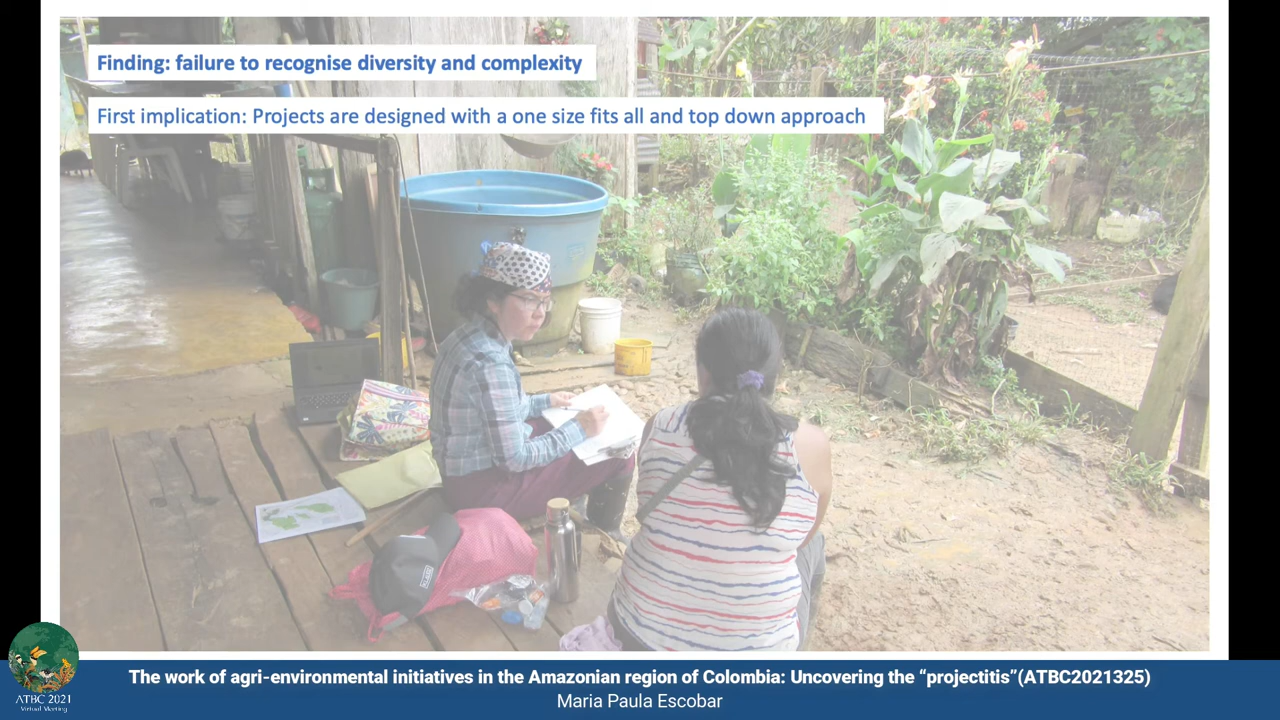 Finding: failure to recognise diversity and complexity
First implication: Projects are designed with a one size fits all and top down approach
The work of agri-environmental initiatives in the Amazonian region of Colombia: Uncovering the “projectitis”(ATBC2021325)
Maria Paula Escobar
ATBC 2021
Virtual Meeting